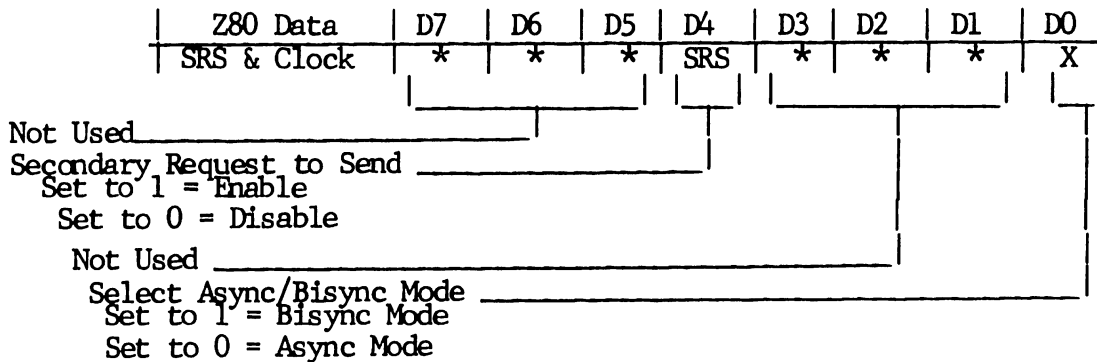 Z80 Data | D7 | D6 | D5 | D4 | D3 | D2 | D1 | D0
SRS & Clock | * | * | * | SRS | * | * | * | X
Not Used
Secondary Request to Send
Set to 1 = Enable
Set to 0 = Disable
Not Used
Select Async/Bisync Mode
Set to 1 = Bisync Mode
Set to 0 = Async Mode